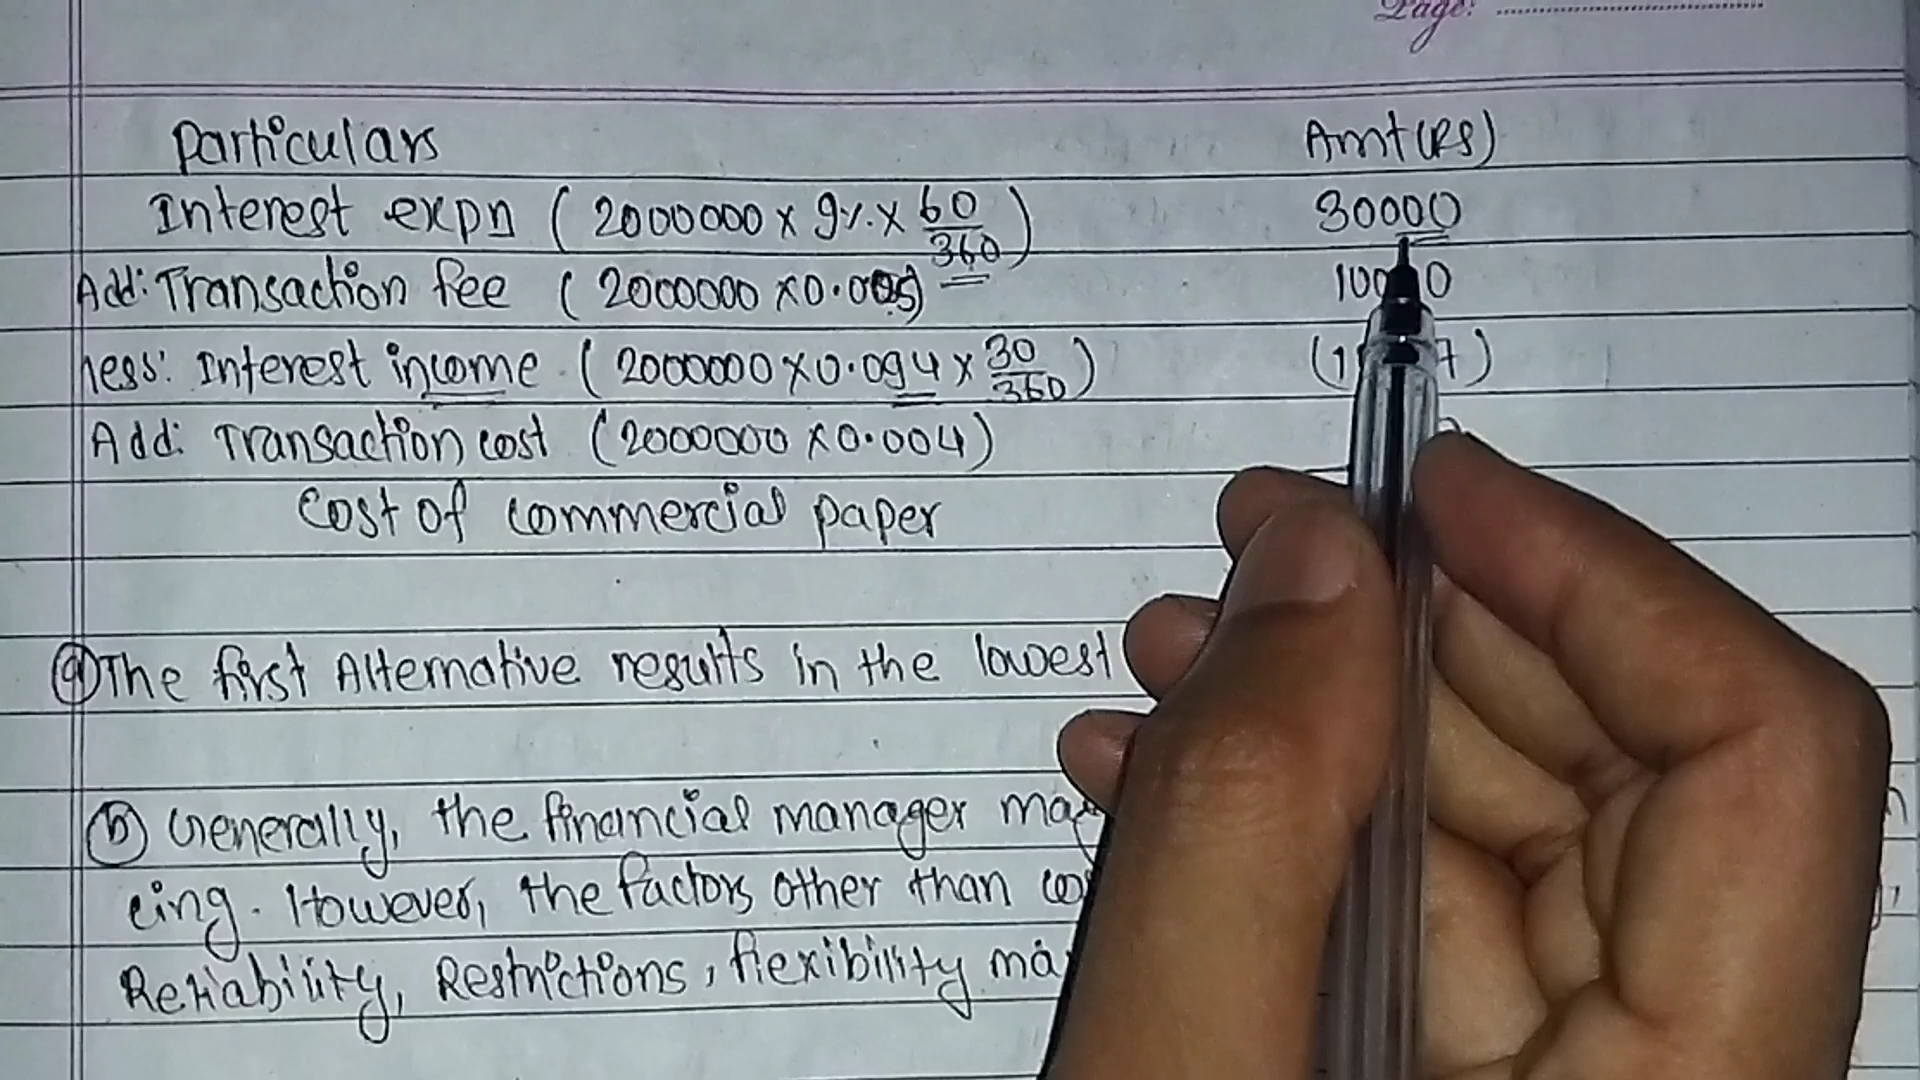 Page:
Particulars Amt(RS)
Interest expn (2000000 x 9% x 60/360) 30000
Add: Transaction fee (2000000 x 0.005)
Less: Interest income (2000000 x 0.094 x 30/360)
Add: Transaction cost (2000000 x 0.004)
Cost of commercial paper
(a) The first Alternative results in the lowest
(b) Generally, the financial manager
cing. However, the factors other than
Reliability, Restrictions, flexibility